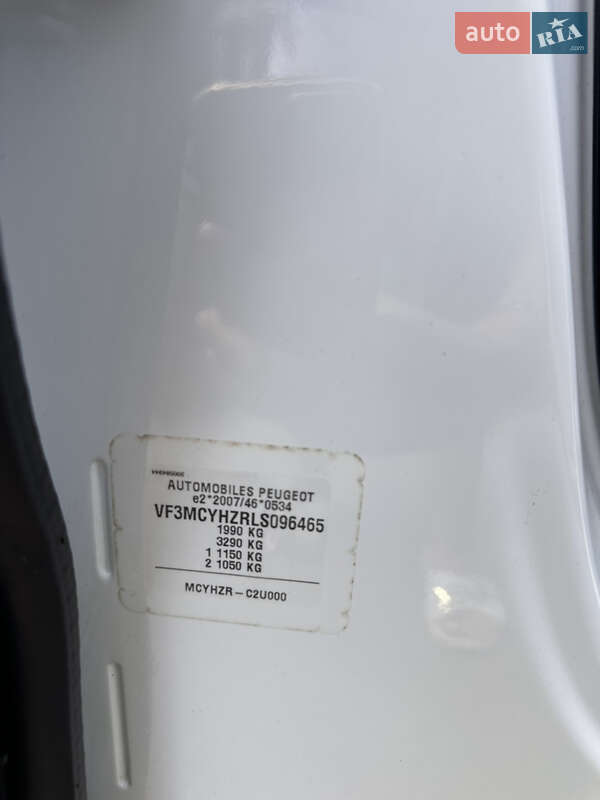 auto
RIA
.com
AUTOMOBILES PEUGEOT
e2*2007/46*0534
VF3MCYHZRLS096465
1990 KG
3290 KG
1 1150 KG
2 1050 KG
MCYHZR – C2U000